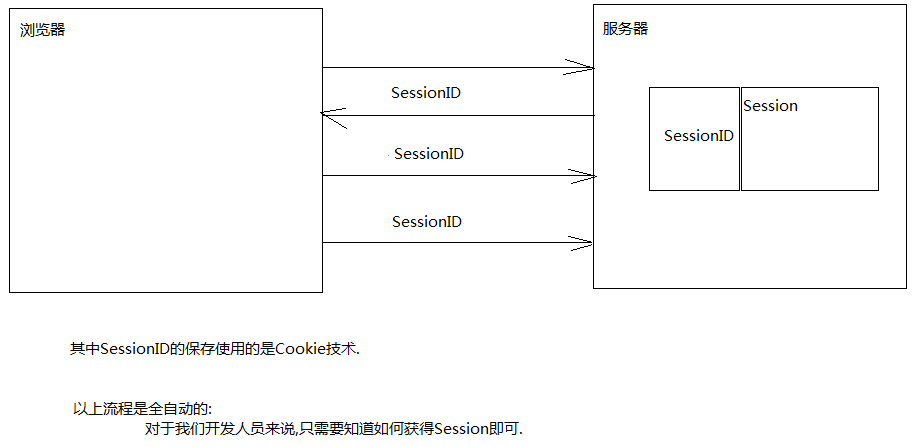 浏览器
服务器
SessionID
Session
SessionID
SessionID
SessionID
其中SessionID的保存使用的是Cookie技术.
以上流程是全自动的:
对于我们开发人员来说,只需要知道如何获得Session即可.